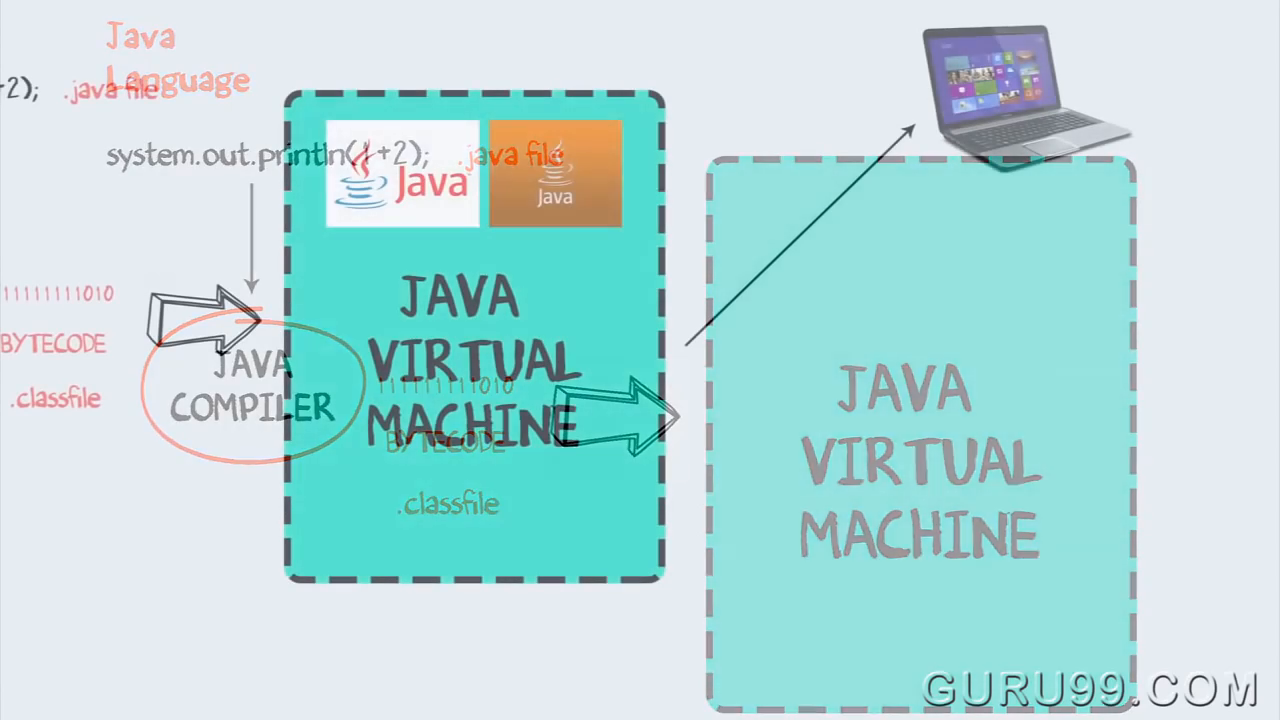 Java
Language
+2); .java file
system.out.println(1+2); .java file
Java
Java
JAVA
VIRTUAL
MACHINE
11111111010
BYTECODE
.classfile
JAVA
COMPILER
1111111111010
BYTECODE
.classfile
JAVA
VIRTUAL
MACHINE
GURU99.COM